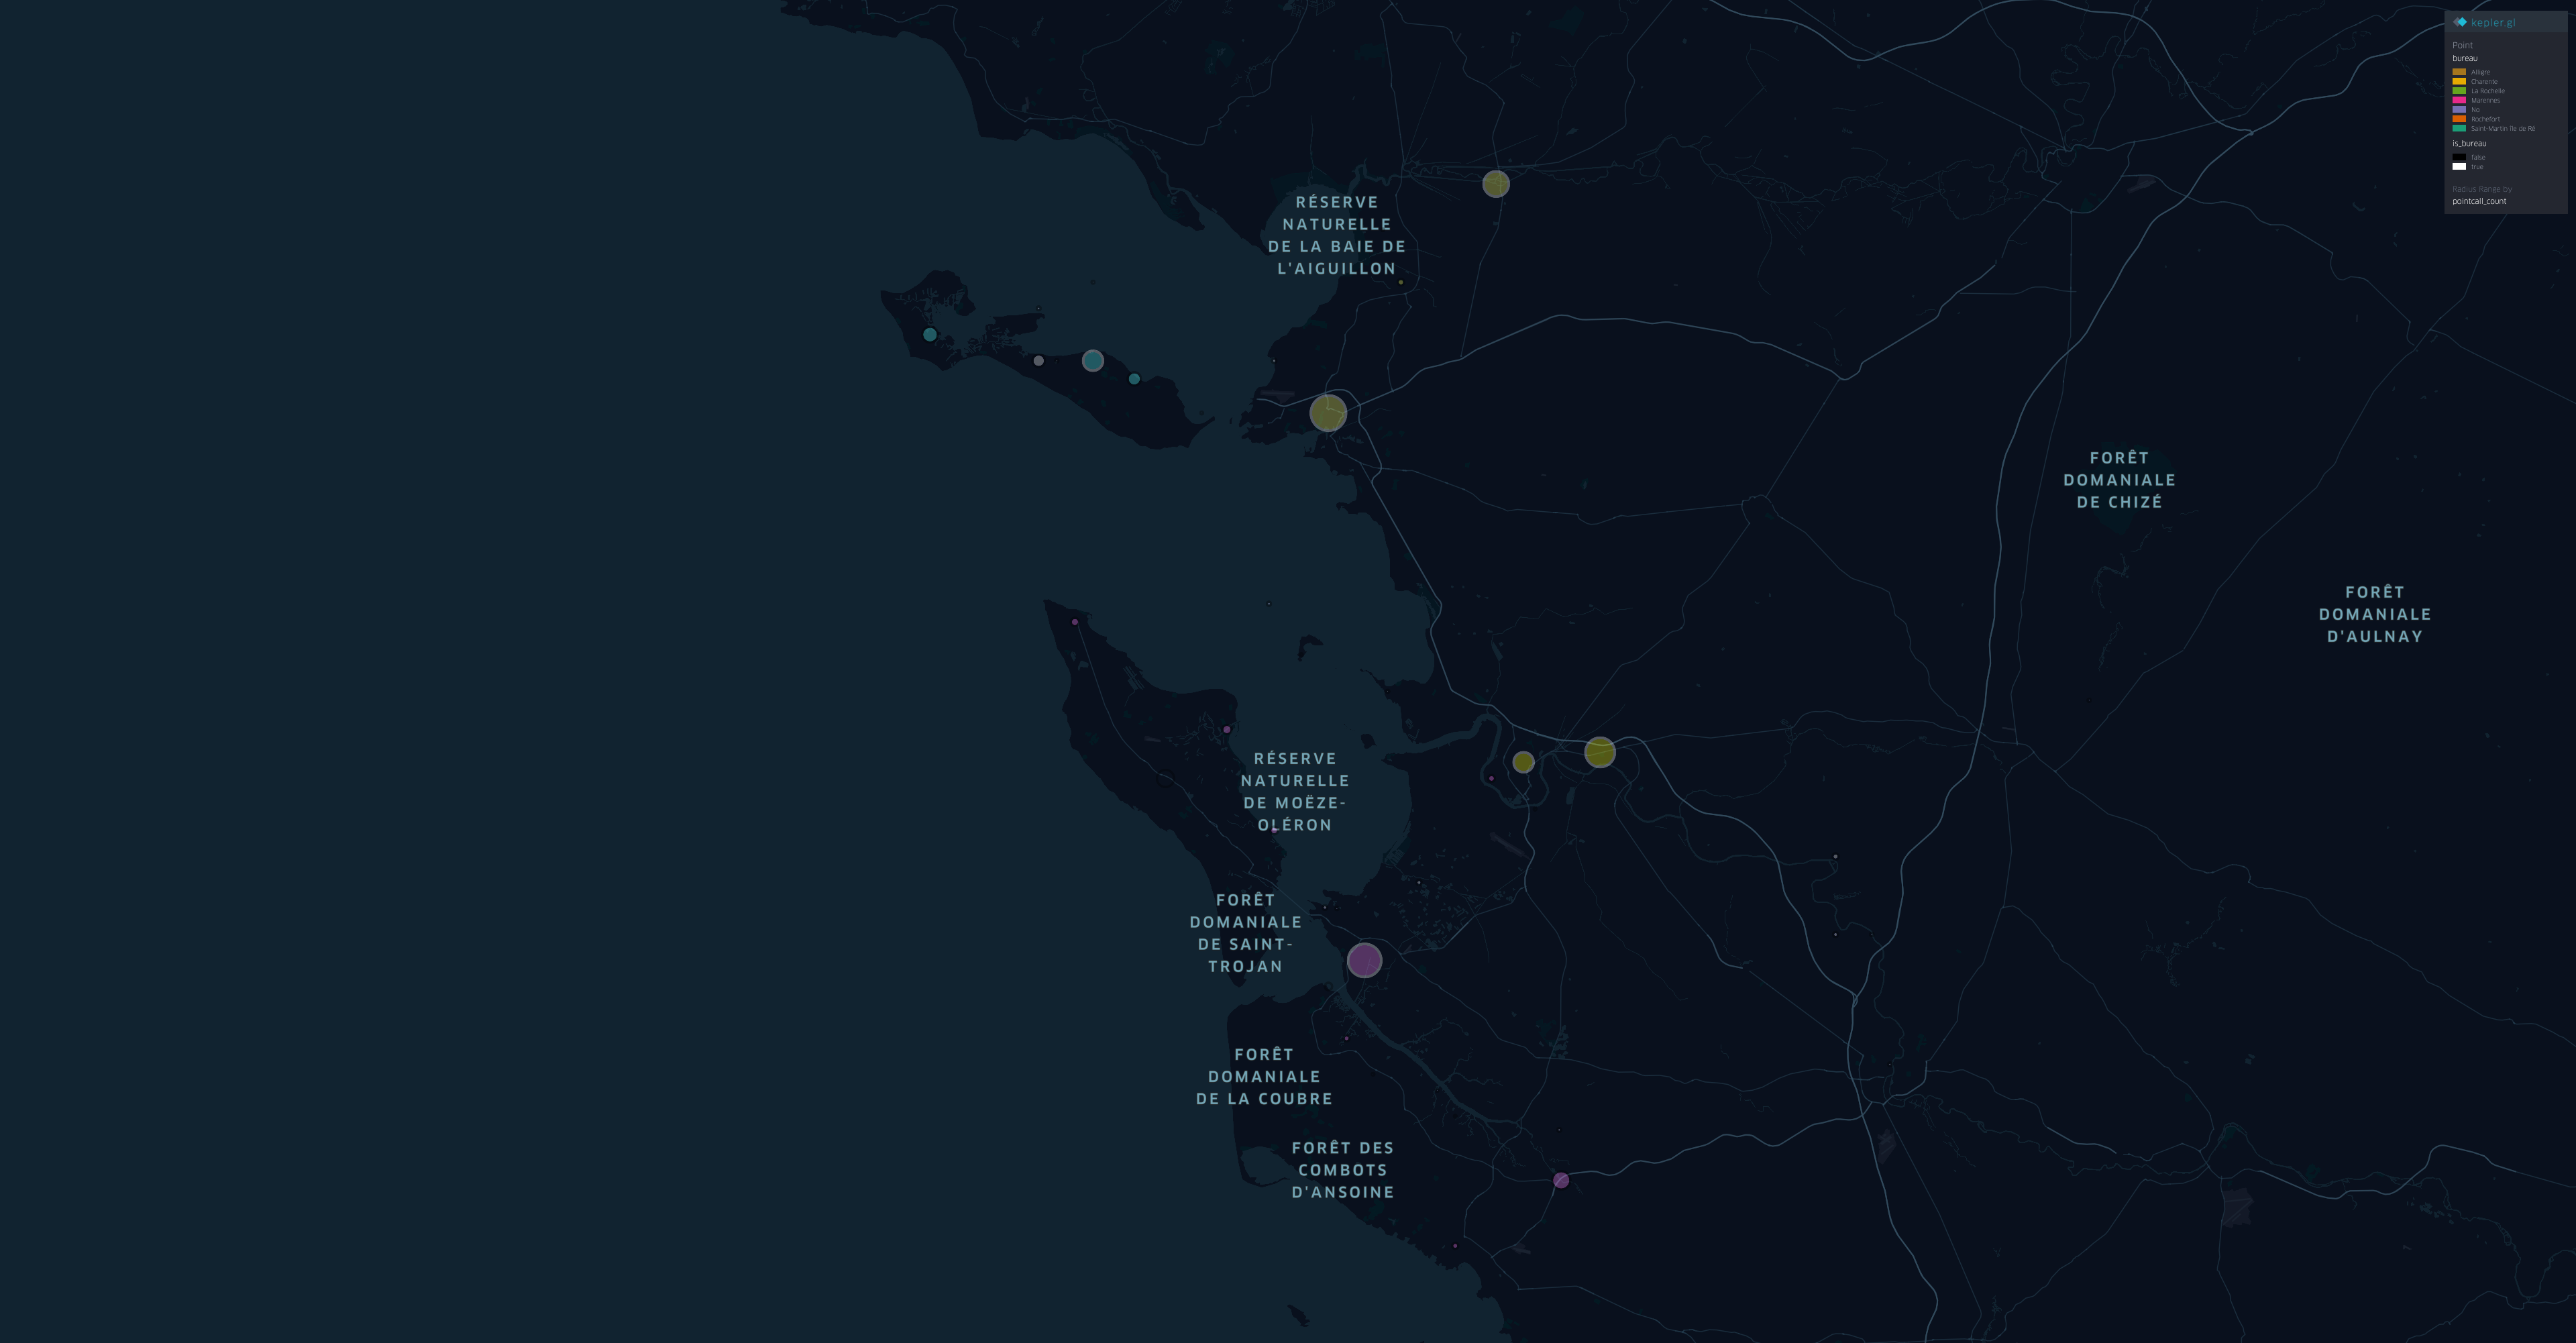 kepler.gl
Point
bureau
Alligre
Charente
La Rochelle
Marennes
No
Rochefort
Saint-Martin île de Ré
is_bureau
false
true
Radius Range by
pointcall_count
RÉSERVE
NATURELLE
DE LA BAIE DE
L'AIGUILLON
FORÊT
DOMANIALE
DE CHIZÉ
FORÊT
DOMANIALE
D'AULNAY
RÉSERVE
NATURELLE
DE MOËZE-
OLÉRON
FORÊT
DOMANIALE
DE SAINT-
TROJAN
FORÊT
DOMANIALE
DE LA COUBRE
FORÊT DES
COMBOTS
D'ANSOINE